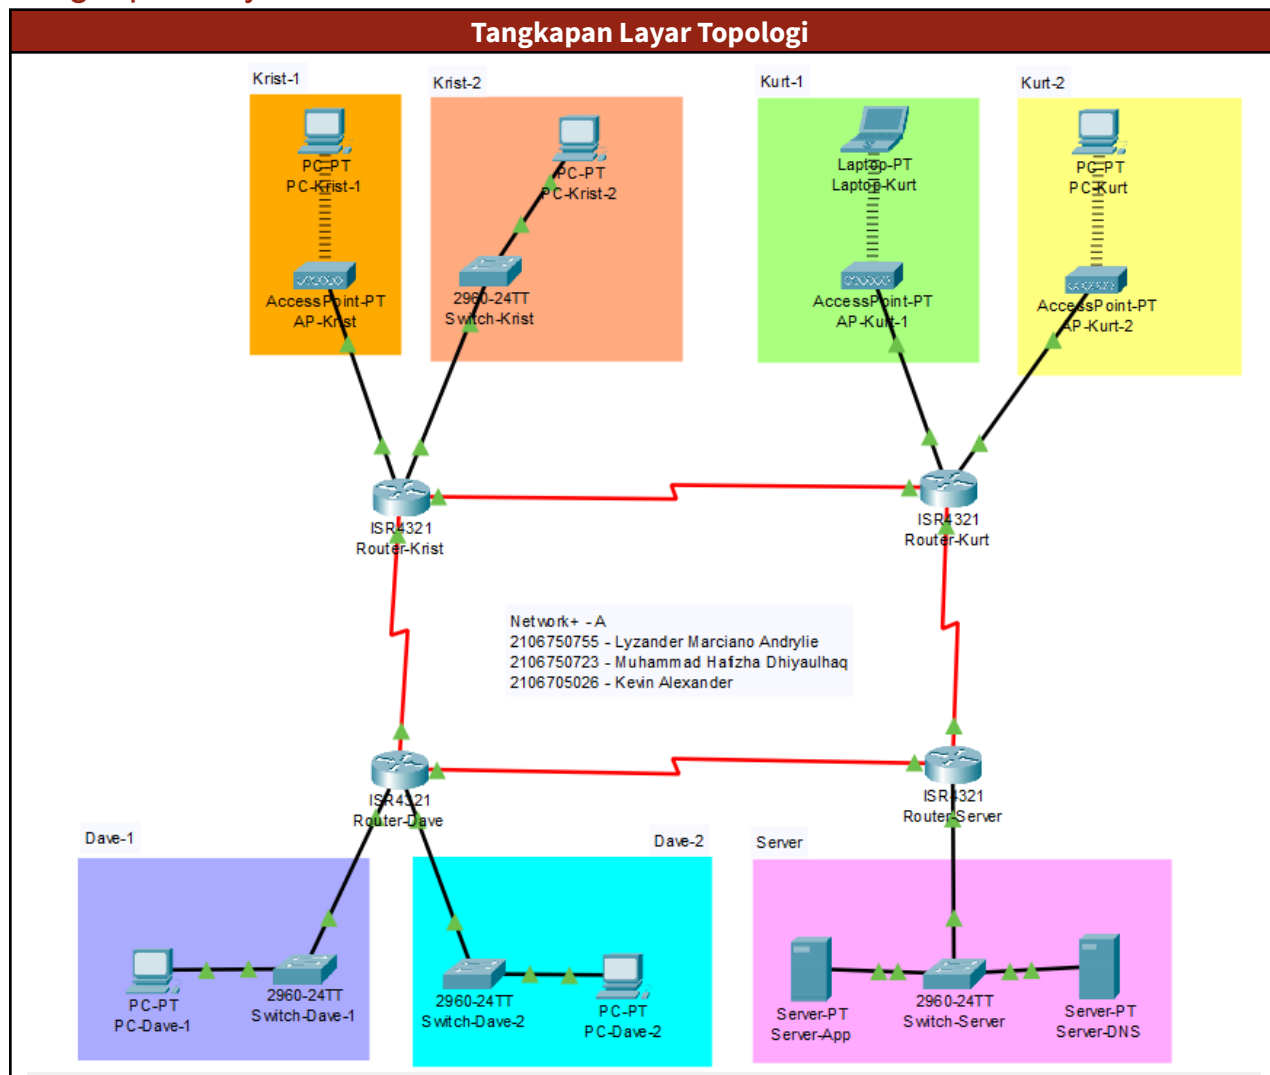 Tangkapan Layar Topologi
Krist-1
Krist-2
Kurt-1
Kurt-2
PC-PT
PC-Krist-1
PC-PT
PC-Krist-2
Laptop-PT
Laptop-Kurt
PC-PT
PC-Kurt
AccessPoint-PT
AP-Krist
2960-24TT
Switch-Krist
AccessPoint-PT
AP-Kurt-1
AccessPoint-PT
AP-Kurt-2
ISR4321
Router-Krist
ISR4321
Router-Kurt
Network+ - A
2106750755 - Lyzander Marciano Andrylie
2106750723 - Muhammad Hafizha Dhiyaulhaq
2106705026 - Kevin Alexander
ISR4321
Router-Dave
ISR4321
Router-Server
Dave-1
Dave-2
Server
PC-PT
PC-Dave-1
2960-24TT
Switch-Dave-1
2960-24TT
Switch-Dave-2
PC-PT
PC-Dave-2
Server-PT
Server-App
2960-24TT
Switch-Server
Server-PT
Server-DNS